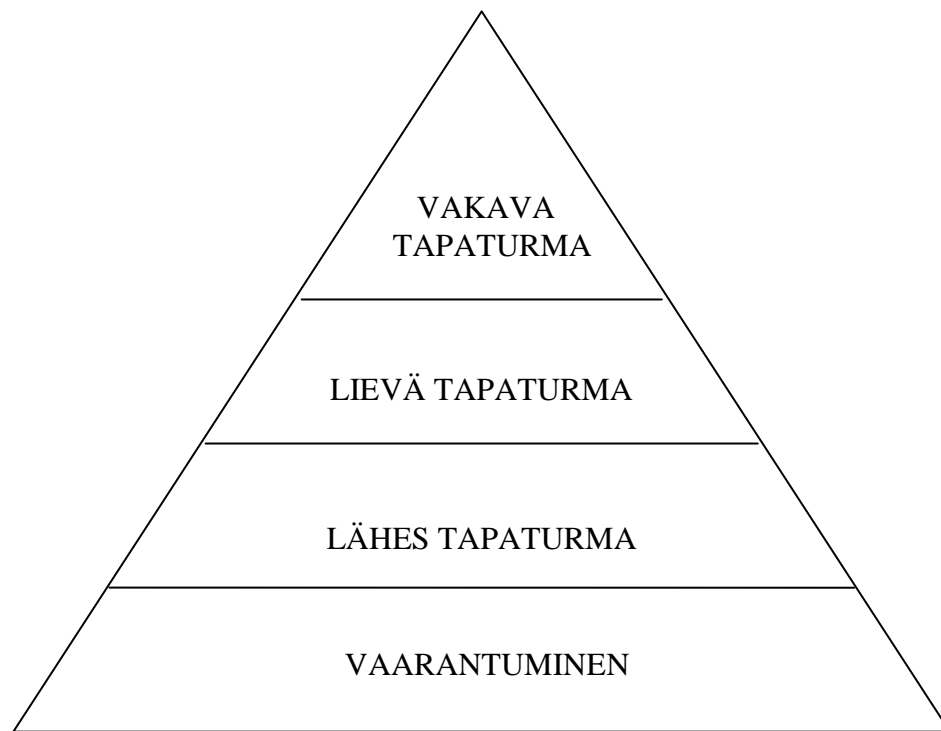 VAKAVA
TAPATURMA
LIEVÄ TAPATURMA
LÄHES TAPATURMA
VAARANTUMINEN